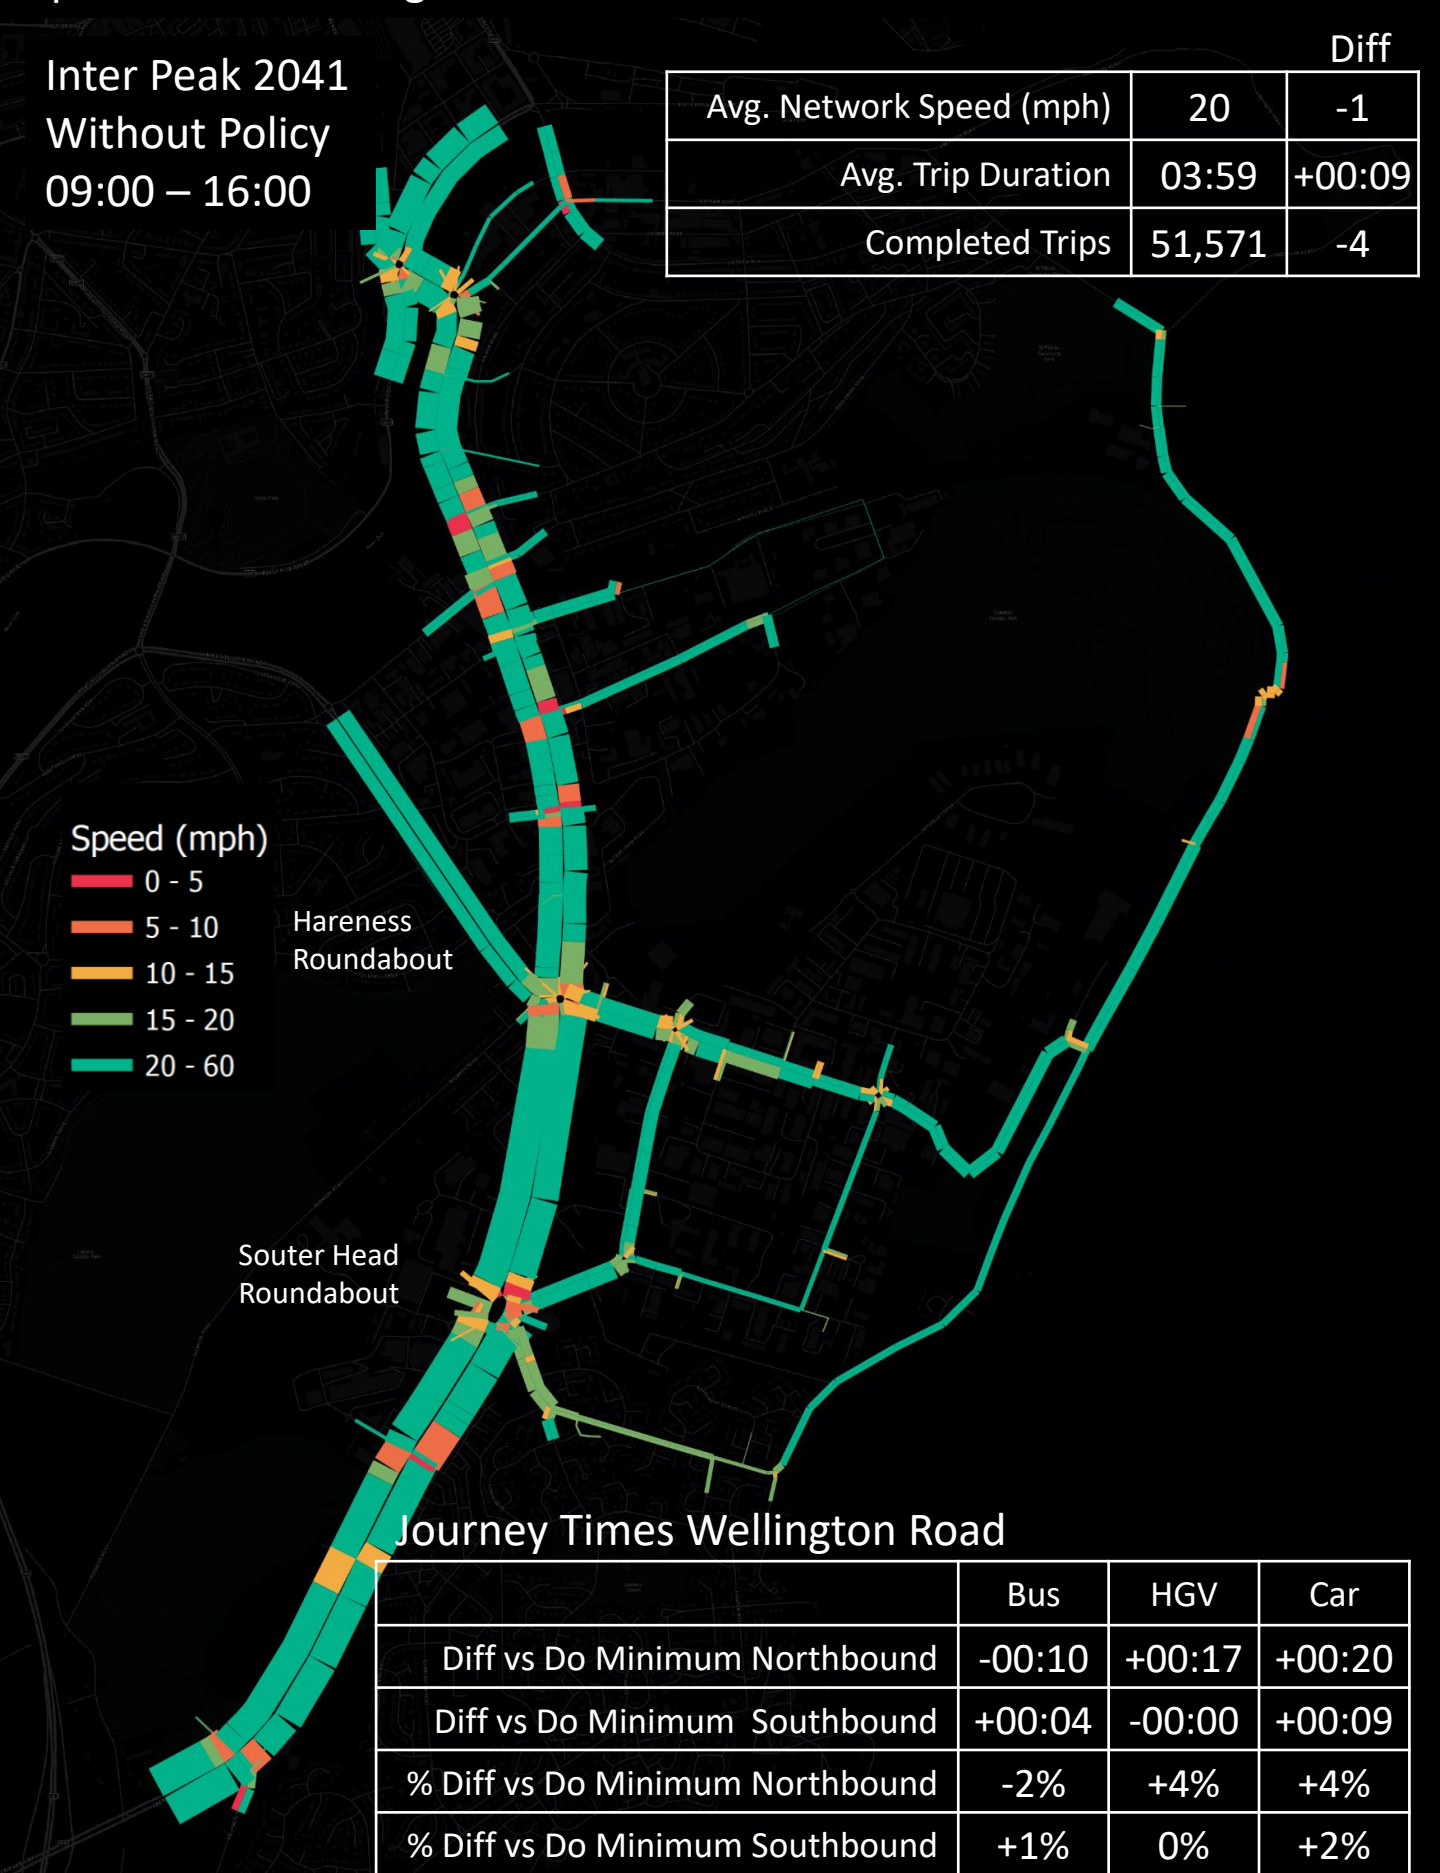 Inter Peak 2041
Without Policy
09:00 – 16:00
Diff
Avg. Network Speed (mph) 20 -1
Avg. Trip Duration 03:59 +00:09
Completed Trips 51,571 -4
Speed (mph)
0 - 5
5 - 10
10 - 15
15 - 20
20 - 60
Hareness
Roundabout
Souter Head
Roundabout
Journey Times Wellington Road
Bus HGV Car
Diff vs Do Minimum Northbound -00:10 +00:17 +00:20
Diff vs Do Minimum Southbound +00:04 -00:00 +00:09
% Diff vs Do Minimum Northbound -2% +4% +4%
% Diff vs Do Minimum Southbound +1% 0% +2%